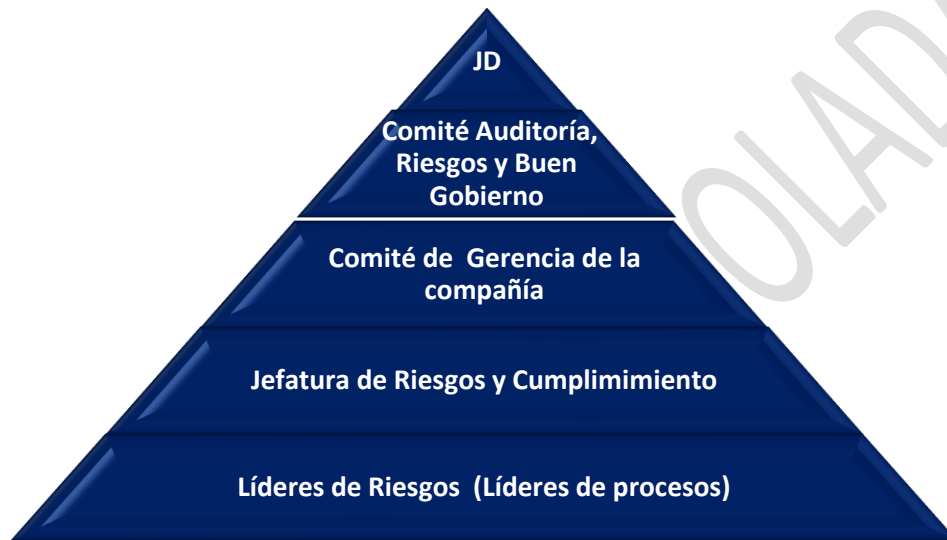 JD
Comité Auditoría,
Riesgos y Buen
Gobierno
Comité de Gerencia de la
compañía
Jefatura de Riesgos y Cumplimimiento
Líderes de Riesgos (Líderes de procesos)
OLAD